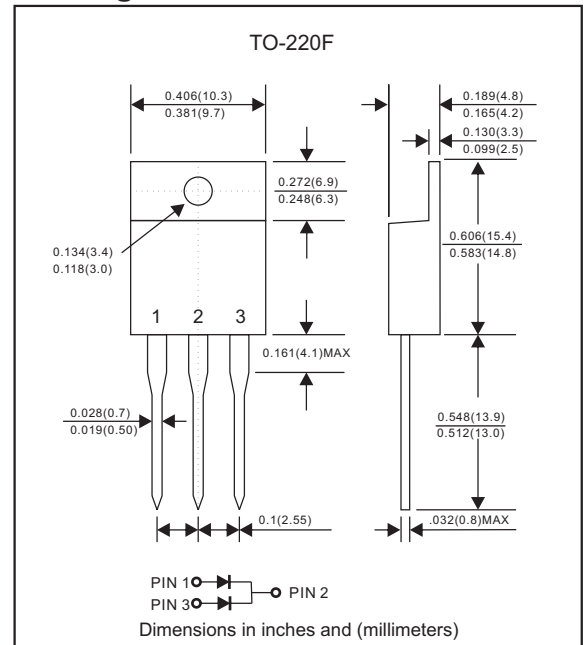 TO-220F
0.406(10.3)
0.381(9.7)
0.189(4.8)
0.165(4.2)
0.130(3.3)
0.099(2.5)
0.272(6.9)
0.248(6.3)
0.134(3.4)
0.118(3.0)
0.606(15.4)
0.583(14.8)
1 2 3
0.161(4.1)MAX
0.028(0.7)
0.019(0.50)
0.548(13.9)
0.512(13.0)
0.1(2.55)
.032(0.8)MAX
PIN 1
PIN 2
PIN 3
Dimensions in inches and (millimeters)